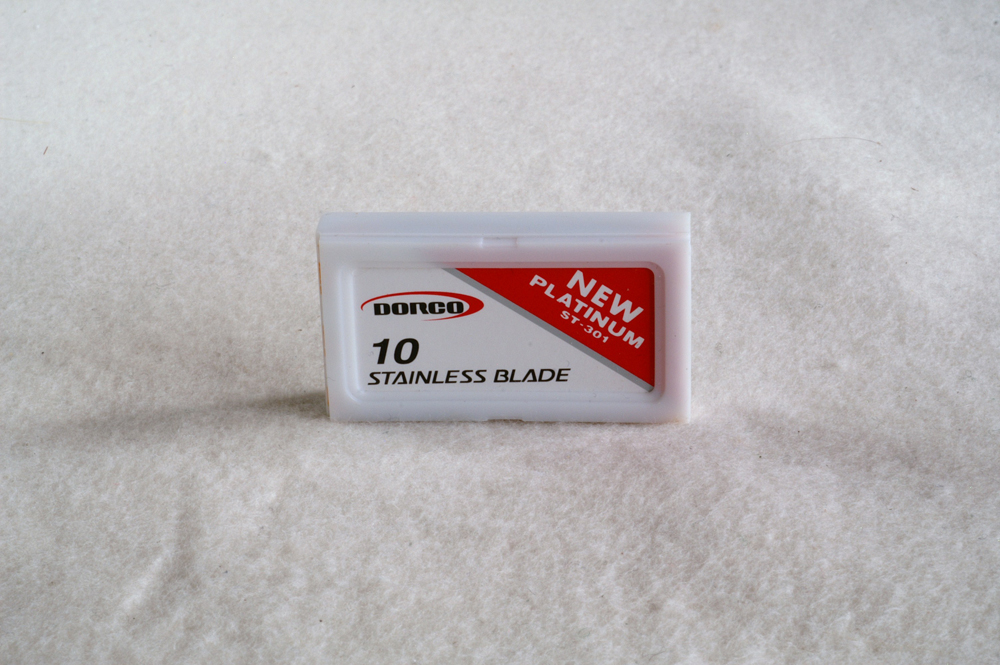 DORCO
10
STAINLESS BLADE
NEW
PLATINUM
ST-301